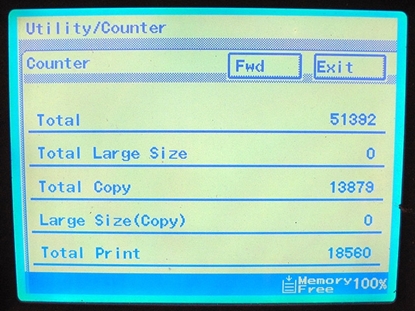 Utility/Counter
Counter Fwd Exit
Total 51392
Total Large Size 0
Total Copy 13879
Large Size(Copy) 0
Total Print 18560
Memory Free 100%